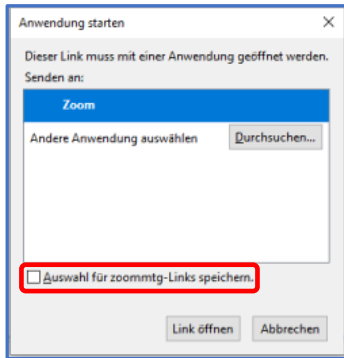 Anwendung starten
Dieser Link muss mit einer Anwendung geöffnet werden.
Senden an:
Zoom
Andere Anwendung auswählen
Durchsuchen...
Auswahl für zoommtg-Links speichern.
Link öffnen
Abbrechen